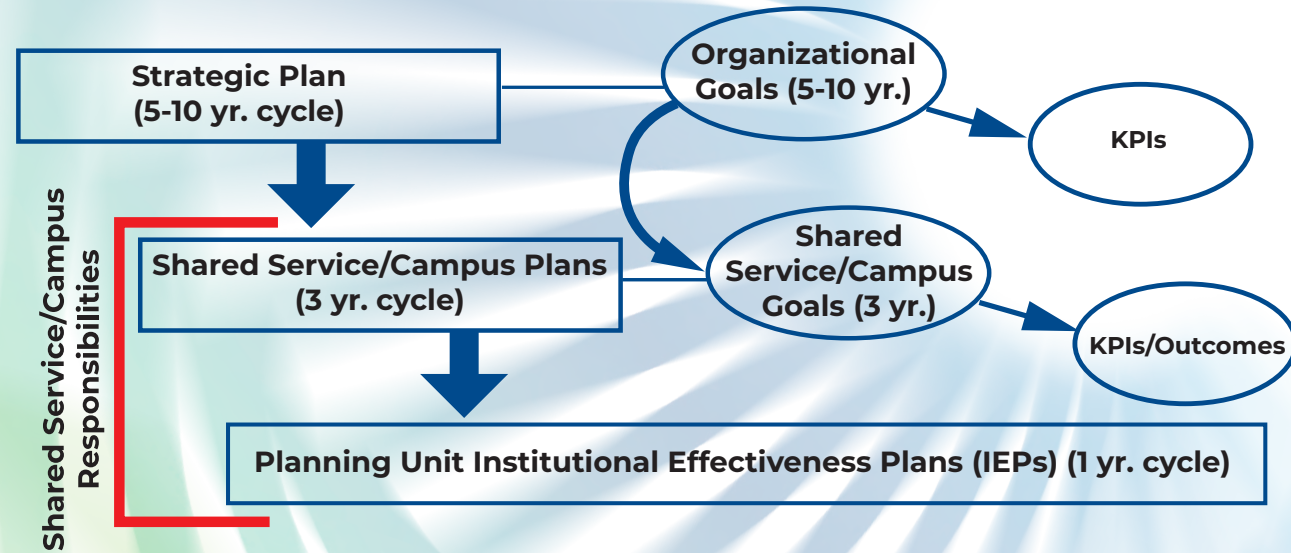 Strategic Plan
(5-10 yr. cycle)
Organizational
Goals (5-10 yr.)
KPIs
Shared Service/Campus
Responsibilities
Shared Service/Campus Plans
(3 yr. cycle)
Shared
Service/Campus
Goals (3 yr.)
KPIs/Outcomes
Planning Unit Institutional Effectiveness Plans (IEPs) (1 yr. cycle)